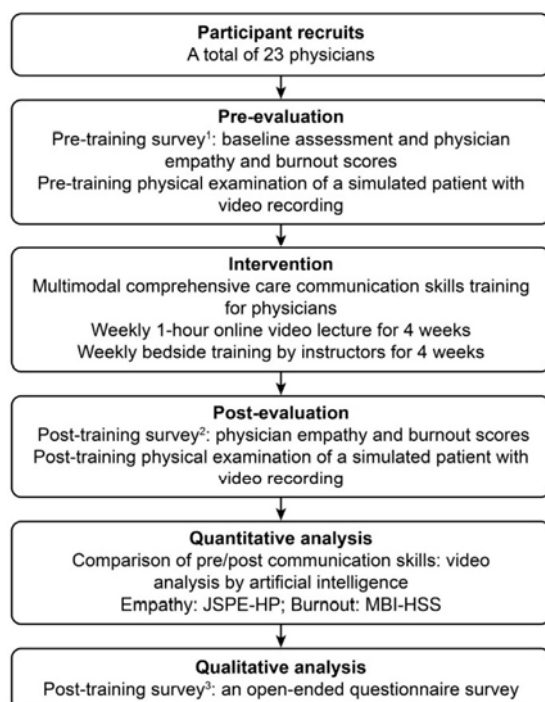 Participant recruits
A total of 23 physicians
Pre-evaluation
Pre-training survey¹: baseline assessment and physician
empathy and burnout scores
Pre-training physical examination of a simulated patient with
video recording
Intervention
Multimodal comprehensive care communication skills training
for physicians
Weekly 1-hour online video lecture for 4 weeks
Weekly bedside training by instructors for 4 weeks
Post-evaluation
Post-training survey²: physician empathy and burnout scores
Post-training physical examination of a simulated patient with
video recording
Quantitative analysis
Comparison of pre/post communication skills: video
analysis by artificial intelligence
Empathy: JSPE-HP; Burnout: MBI-HSS
Qualitative analysis
Post-training survey³: an open-ended questionnaire survey